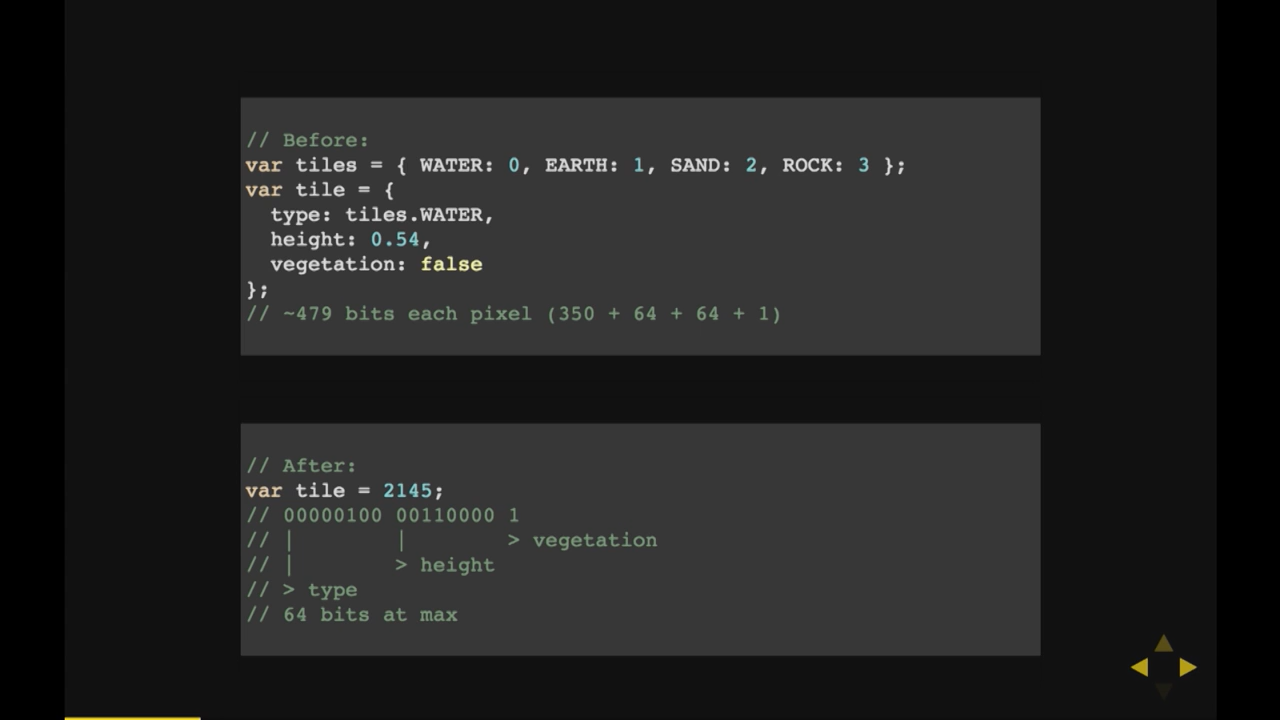 // Before:
var tiles = { WATER: 0, EARTH: 1, SAND: 2, ROCK: 3 };
var tile = {
  type: tiles.WATER,
  height: 0.54,
  vegetation: false
};
// ~479 bits each pixel (350 + 64 + 64 + 1)
// After:
var tile = 2145;
// 00000100 00110000 1
// |        |        > vegetation
// |        > height
// > type
// 64 bits at max